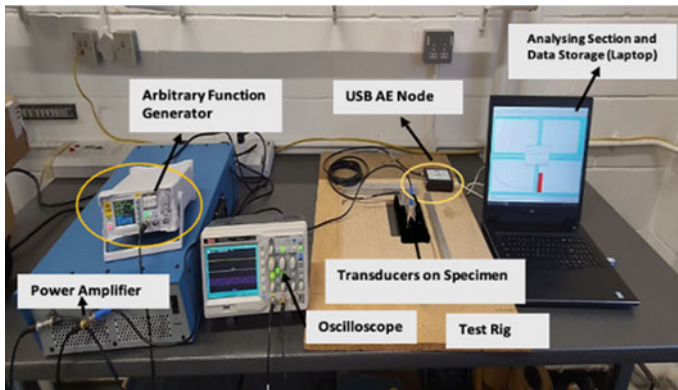 Analysing Section and
Data Storage (Laptop)
Arbitrary Function
Generator
USB AE Node
Power Amplifier
Transducers on Specimen
Oscilloscope
Test Rig